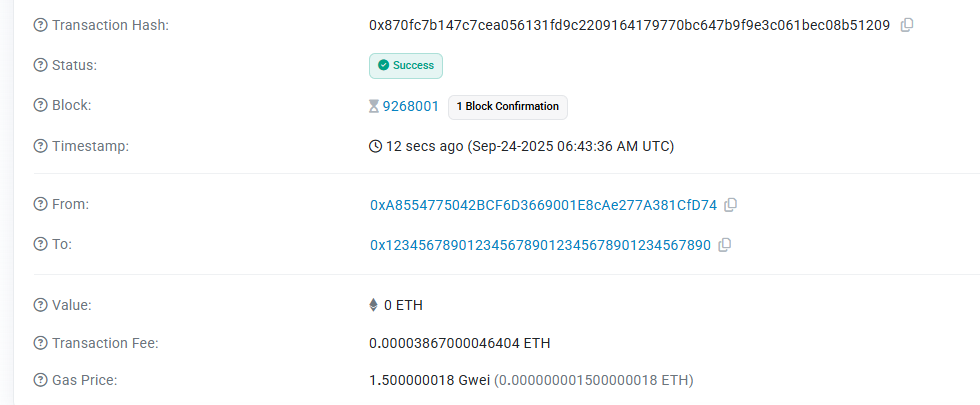 Transaction Hash: 0x870fc7b147c7cea056131fd9c2209164179770bc647b9f9e3c061bec08b51209
Status: Success
Block: 9268001 1 Block Confirmation
Timestamp: 12 secs ago (Sep-24-2025 06:43:36 AM UTC)
From: 0xA8554775042BCF6D3669001E8cAe277A381CfD74
To: 0x1234567890123456789012345678901234567890
Value: 0 ETH
Transaction Fee: 0.00003867000046404 ETH
Gas Price: 1.500000018 Gwei (0.000000001500000018 ETH)